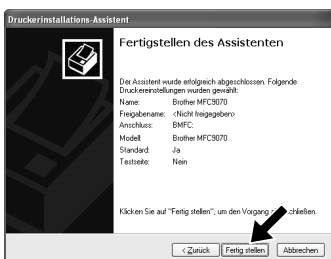 Druckerinstallations-Assistent
Fertigstellen des Assistenten
Der Assistent wurde erfolgreich abgeschlossen. Folgende
Druckereinstellungen wurden gewählt:
Name: Brother MFC9070
Freigabename: <Nicht freigegeben>
Anschluss: BMFC:
Modell: Brother MFC9070
Standard: Ja
Testseite: Nein
Klicken Sie auf "Fertig stellen", um den Vorgang schließen.
< Zurück Fertig stellen Abbrechen